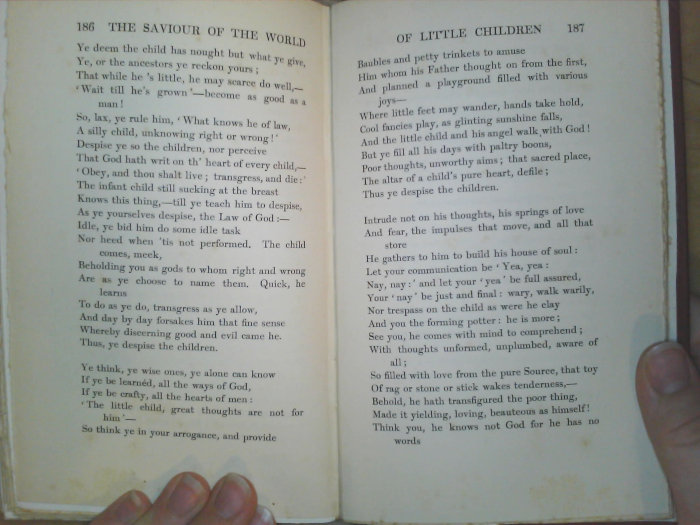 186 THE SAVIOUR OF THE WORLD
Ye deem the child has nought but what ye give,
Ye, or the ancestors ye reckon yours ;
That while he 's little, he may scarce do well,—
' Wait till he's grown '—become as good as a
man !
So, lax, ye rule him, ' What knows he of law,
A silly child, unknowing right or wrong ! '
Despise ye so the children, nor perceive
That God hath writ on th' heart of every child,—
' Obey, and thou shalt live ; transgress, and die : '
The infant child still sucking at the breast
Knows this thing,—till ye teach him to despise,
As ye yourselves despise, the Law of God :—
Idle, ye bid him do some idle task
Nor heed when 'tis not performed. The child
comes, meek,
Beholding you as gods to whom right and wrong
Are as ye choose to name them. Quick, he
learns
To do as ye do, transgress as ye allow,
And day by day forsakes him that fine sense
Whereby discerning good and evil came he.
Thus, ye despise the children.
Ye think, ye wise ones, ye alone can know
If ye be learnéd, all the ways of God,
If ye be crafty, all the hearts of men :
' The little child, great thoughts are not for
him '—
So think ye in your arrogance, and provide
OF LITTLE CHILDREN 187
Baubles and petty trinkets to amuse
Him whom his Father thought on from the first,
And planned a playground filled with various
joys—
Where little feet may wander, hands take hold,
Cool fancies play, as glinting sunshine falls,
And the little child and his angel walk with God !
But ye fill all his days with paltry boons,
Poor thoughts, unworthy aims ; that sacred place,
The altar of a child's pure heart, defile ;
Thus ye despise the children.
Intrude not on his thoughts, his springs of love
And fear, the impulses that move, and all that
store
He gathers to him to build his house of soul :
Let your communication be ' Yea, yea :
Nay, nay : ' and let your ' yea ' be full assured,
Your ' nay ' be just and final : wary, walk warily,
Nor trespass on the child as were he clay
And you the forming potter : he is more ;
See you, he comes with mind to comprehend ;
With thoughts unformed, unplumbed, aware of
all ;
So filled with love from the pure Source, that toy
Of rag or stone or stick wakes tenderness,—
Behold, he hath transfigured the poor thing,
Made it yielding, loving, beauteous as himself !
Think you, he knows not God for he has no
words